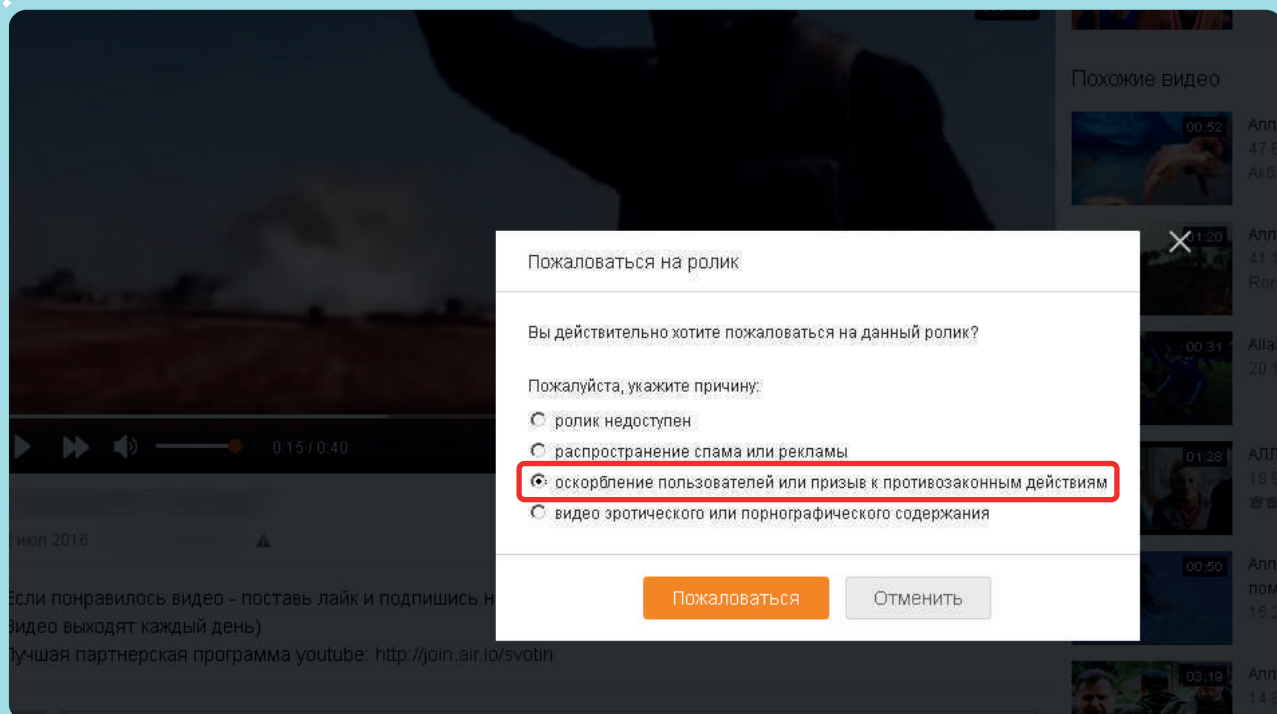 Похожие видео
00:52
01:20
00:31
01:28
00:50
03:19
Пожаловаться на ролик
Вы действительно хотите пожаловаться на данный ролик?
Пожалуйста, укажите причину:
ролик недоступен
распространение спама или рекламы
оскорбление пользователей или призыв к противозаконным действиям
видео эротического или порнографического содержания
Пожаловаться Отменить
0:15 / 0:40
июл 2016
Если понравилось видео - поставь лайк и подпишись
Видео выходят каждый день)
Лучшая партнерская программа youtube: http://join.air.io/svotin